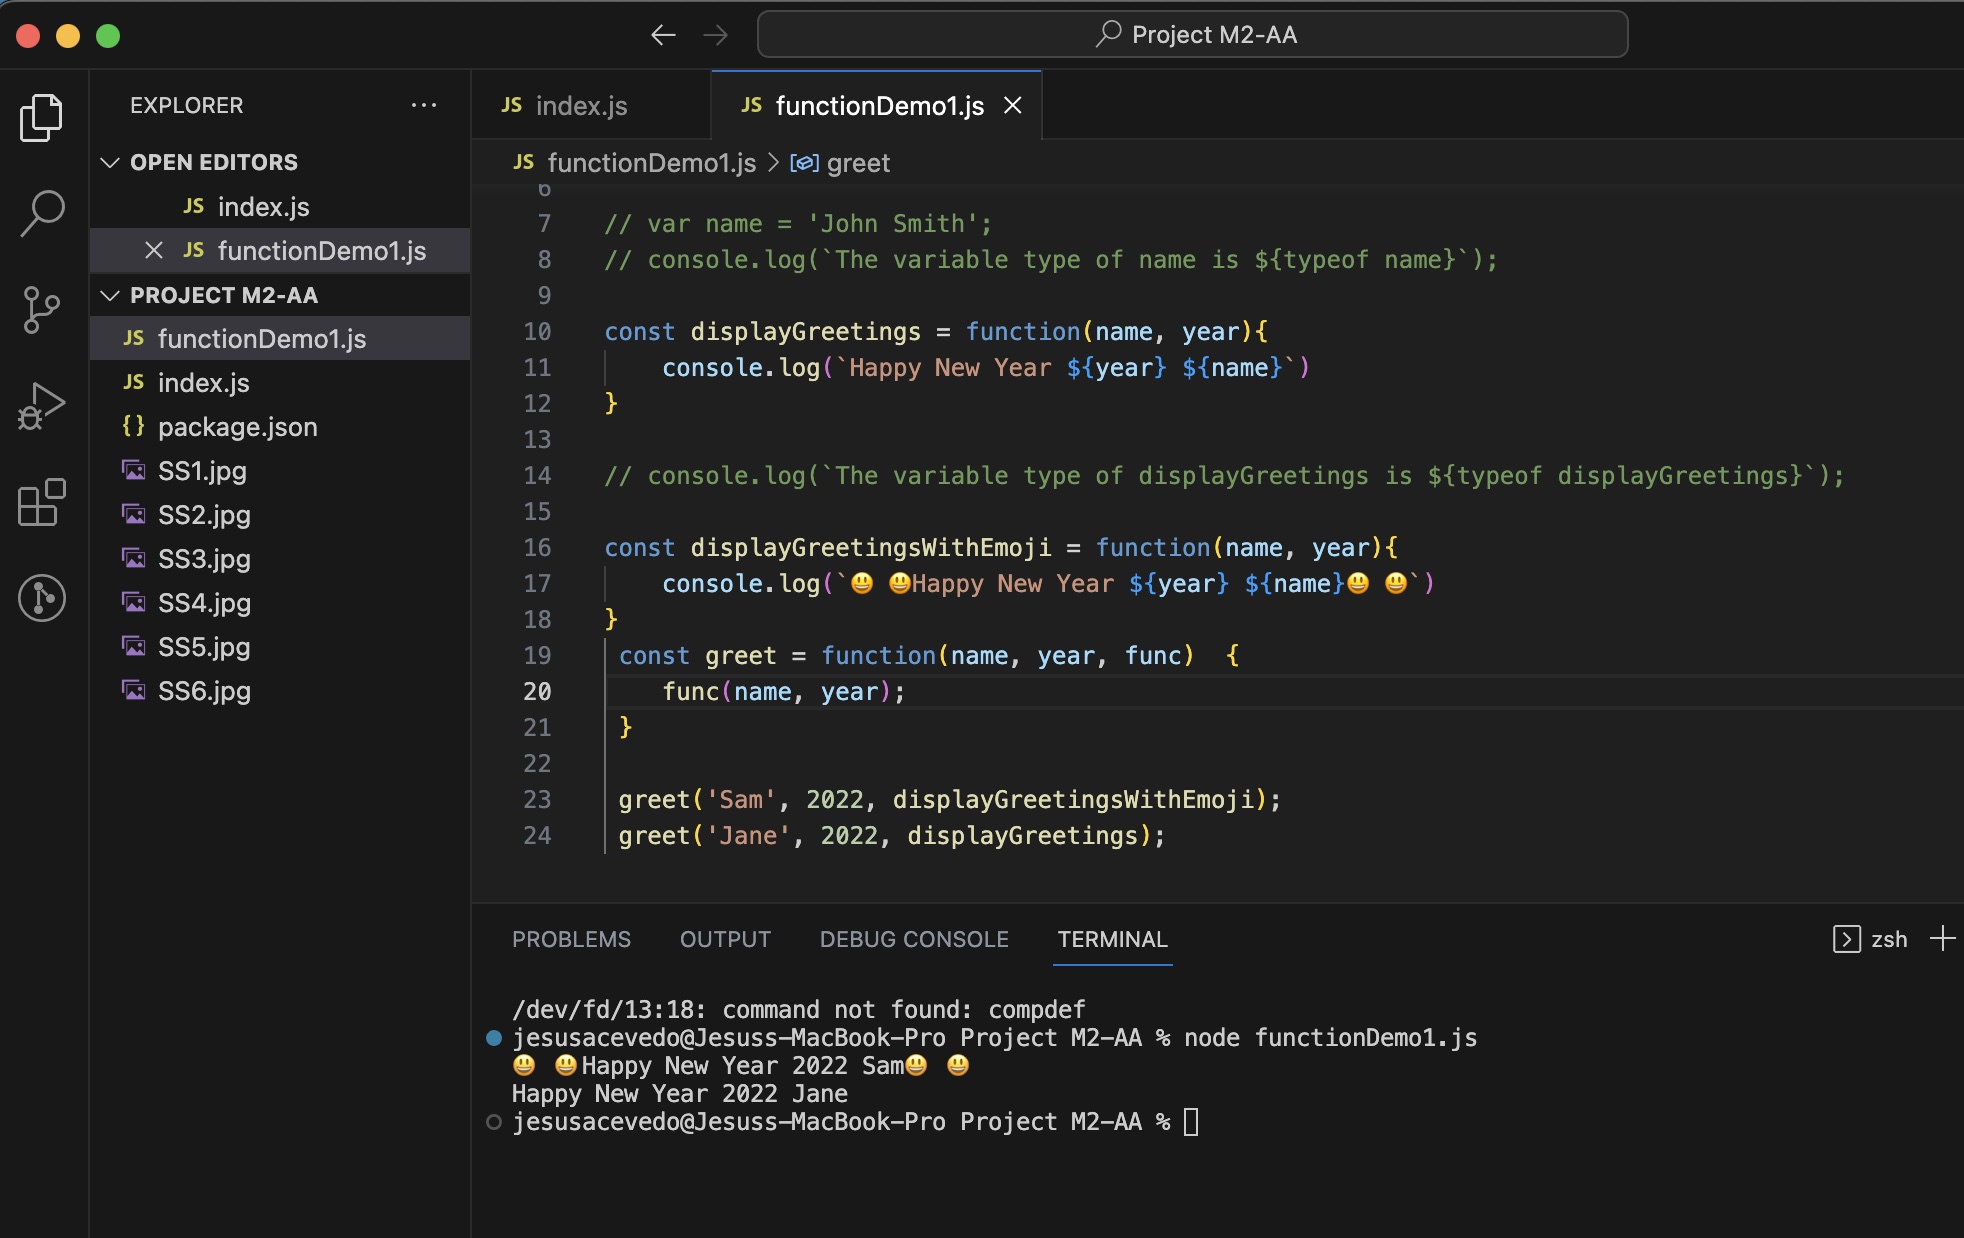 Project M2-AA
EXPLORER ...
OPEN EDITORS
JS index.js
JS functionDemo1.js
PROJECT M2-AA
JS functionDemo1.js
JS index.js
{} package.json
SS1.jpg
SS2.jpg
SS3.jpg
SS4.jpg
SS5.jpg
SS6.jpg
JS index.js
JS functionDemo1.js
JS functionDemo1.js > greet
6
7 // var name = 'John Smith';
8 // console.log(`The variable type of name is ${typeof name}`);
9
10 const displayGreetings = function(name, year){
11 console.log(`Happy New Year ${year} ${name}`)
12 }
13
14 // console.log(`The variable type of displayGreetings is ${typeof displayGreetings}`);
15
16 const displayGreetingsWithEmoji = function(name, year){
17 console.log(`😃 😃Happy New Year ${year} ${name}😃 😃`)
18 }
19 const greet = function(name, year, func)  {
20 func(name, year);
21 }
22
23 greet('Sam', 2022, displayGreetingsWithEmoji);
24 greet('Jane', 2022, displayGreetings);
PROBLEMS OUTPUT DEBUG CONSOLE TERMINAL
zsh
/dev/fd/13:18: command not found: compdef
jesusacevedo@Jesuss-MacBook-Pro Project M2-AA % node functionDemo1.js
😃 😃Happy New Year 2022 Sam😃 😃
Happy New Year 2022 Jane
jesusacevedo@Jesuss-MacBook-Pro Project M2-AA %